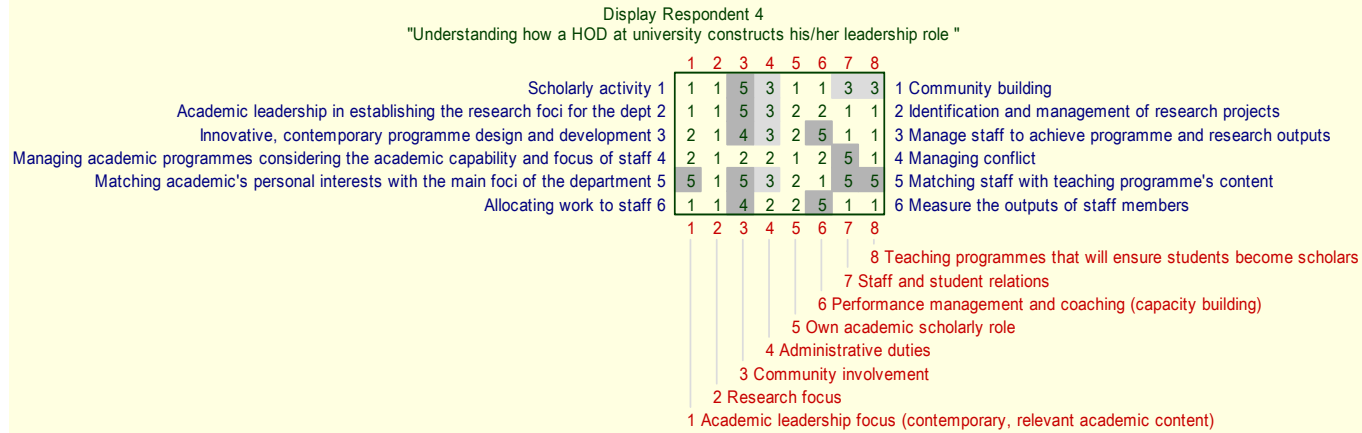 Display Respondent 4
"Understanding how a HOD at university constructs his/her leadership role "
1 2 3 4 5 6 7 8
Scholarly activity 1 1 1 5 3 1 1 3 3 1 Community building
Academic leadership in establishing the research foci for the dept 2 1 1 5 3 2 2 1 1 2 Identification and management of research projects
Innovative, contemporary programme design and development 3 2 1 4 3 2 5 1 1 3 Manage staff to achieve programme and research outputs
Managing academic programmes considering the academic capability and focus of staff 4 2 1 2 2 1 2 5 1 4 Managing conflict
Matching academic's personal interests with the main foci of the department 5 5 1 5 3 2 1 5 5 5 Matching staff with teaching programme's content
Allocating work to staff 6 1 1 4 2 2 5 1 1 6 Measure the outputs of staff members
1 2 3 4 5 6 7 8
8 Teaching programmes that will ensure students become scholars
7 Staff and student relations
6 Performance management and coaching (capacity building)
5 Own academic scholarly role
4 Administrative duties
3 Community involvement
2 Research focus
1 Academic leadership focus (contemporary, relevant academic content)